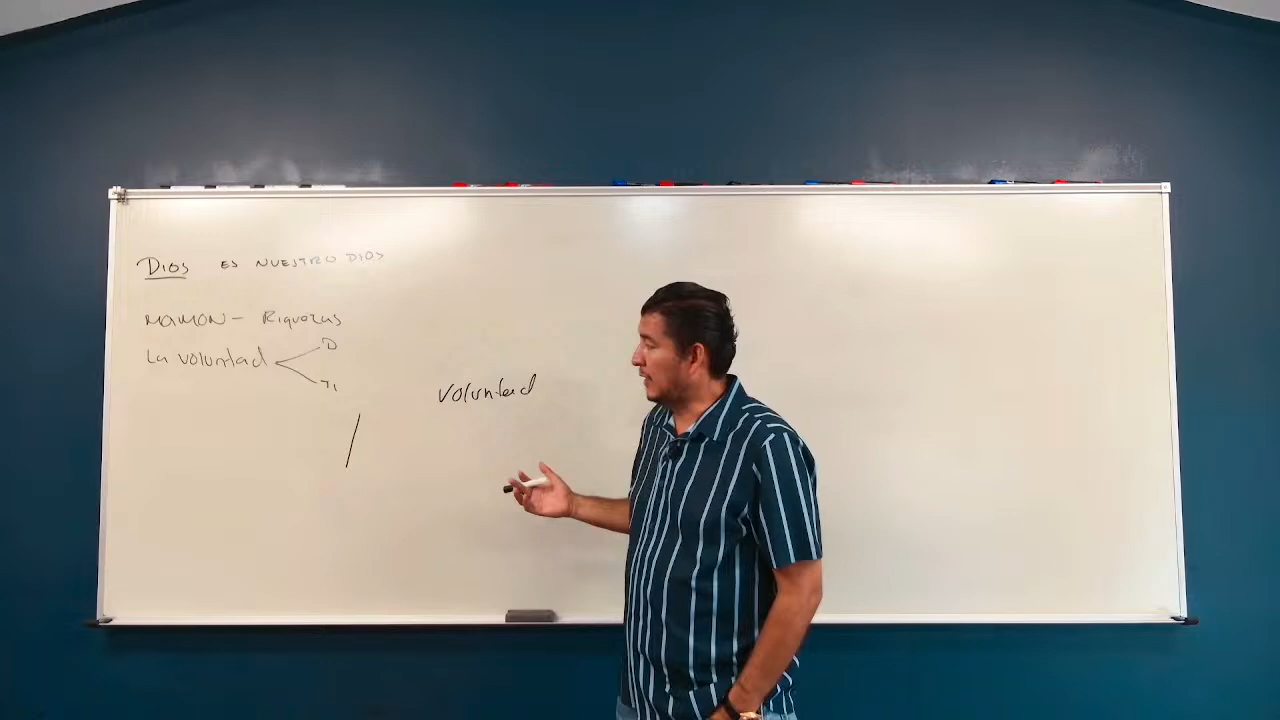 DIOS ES NUESTRO DIOS
MAMON - Riquezas
La voluntad D
Ti
voluntad